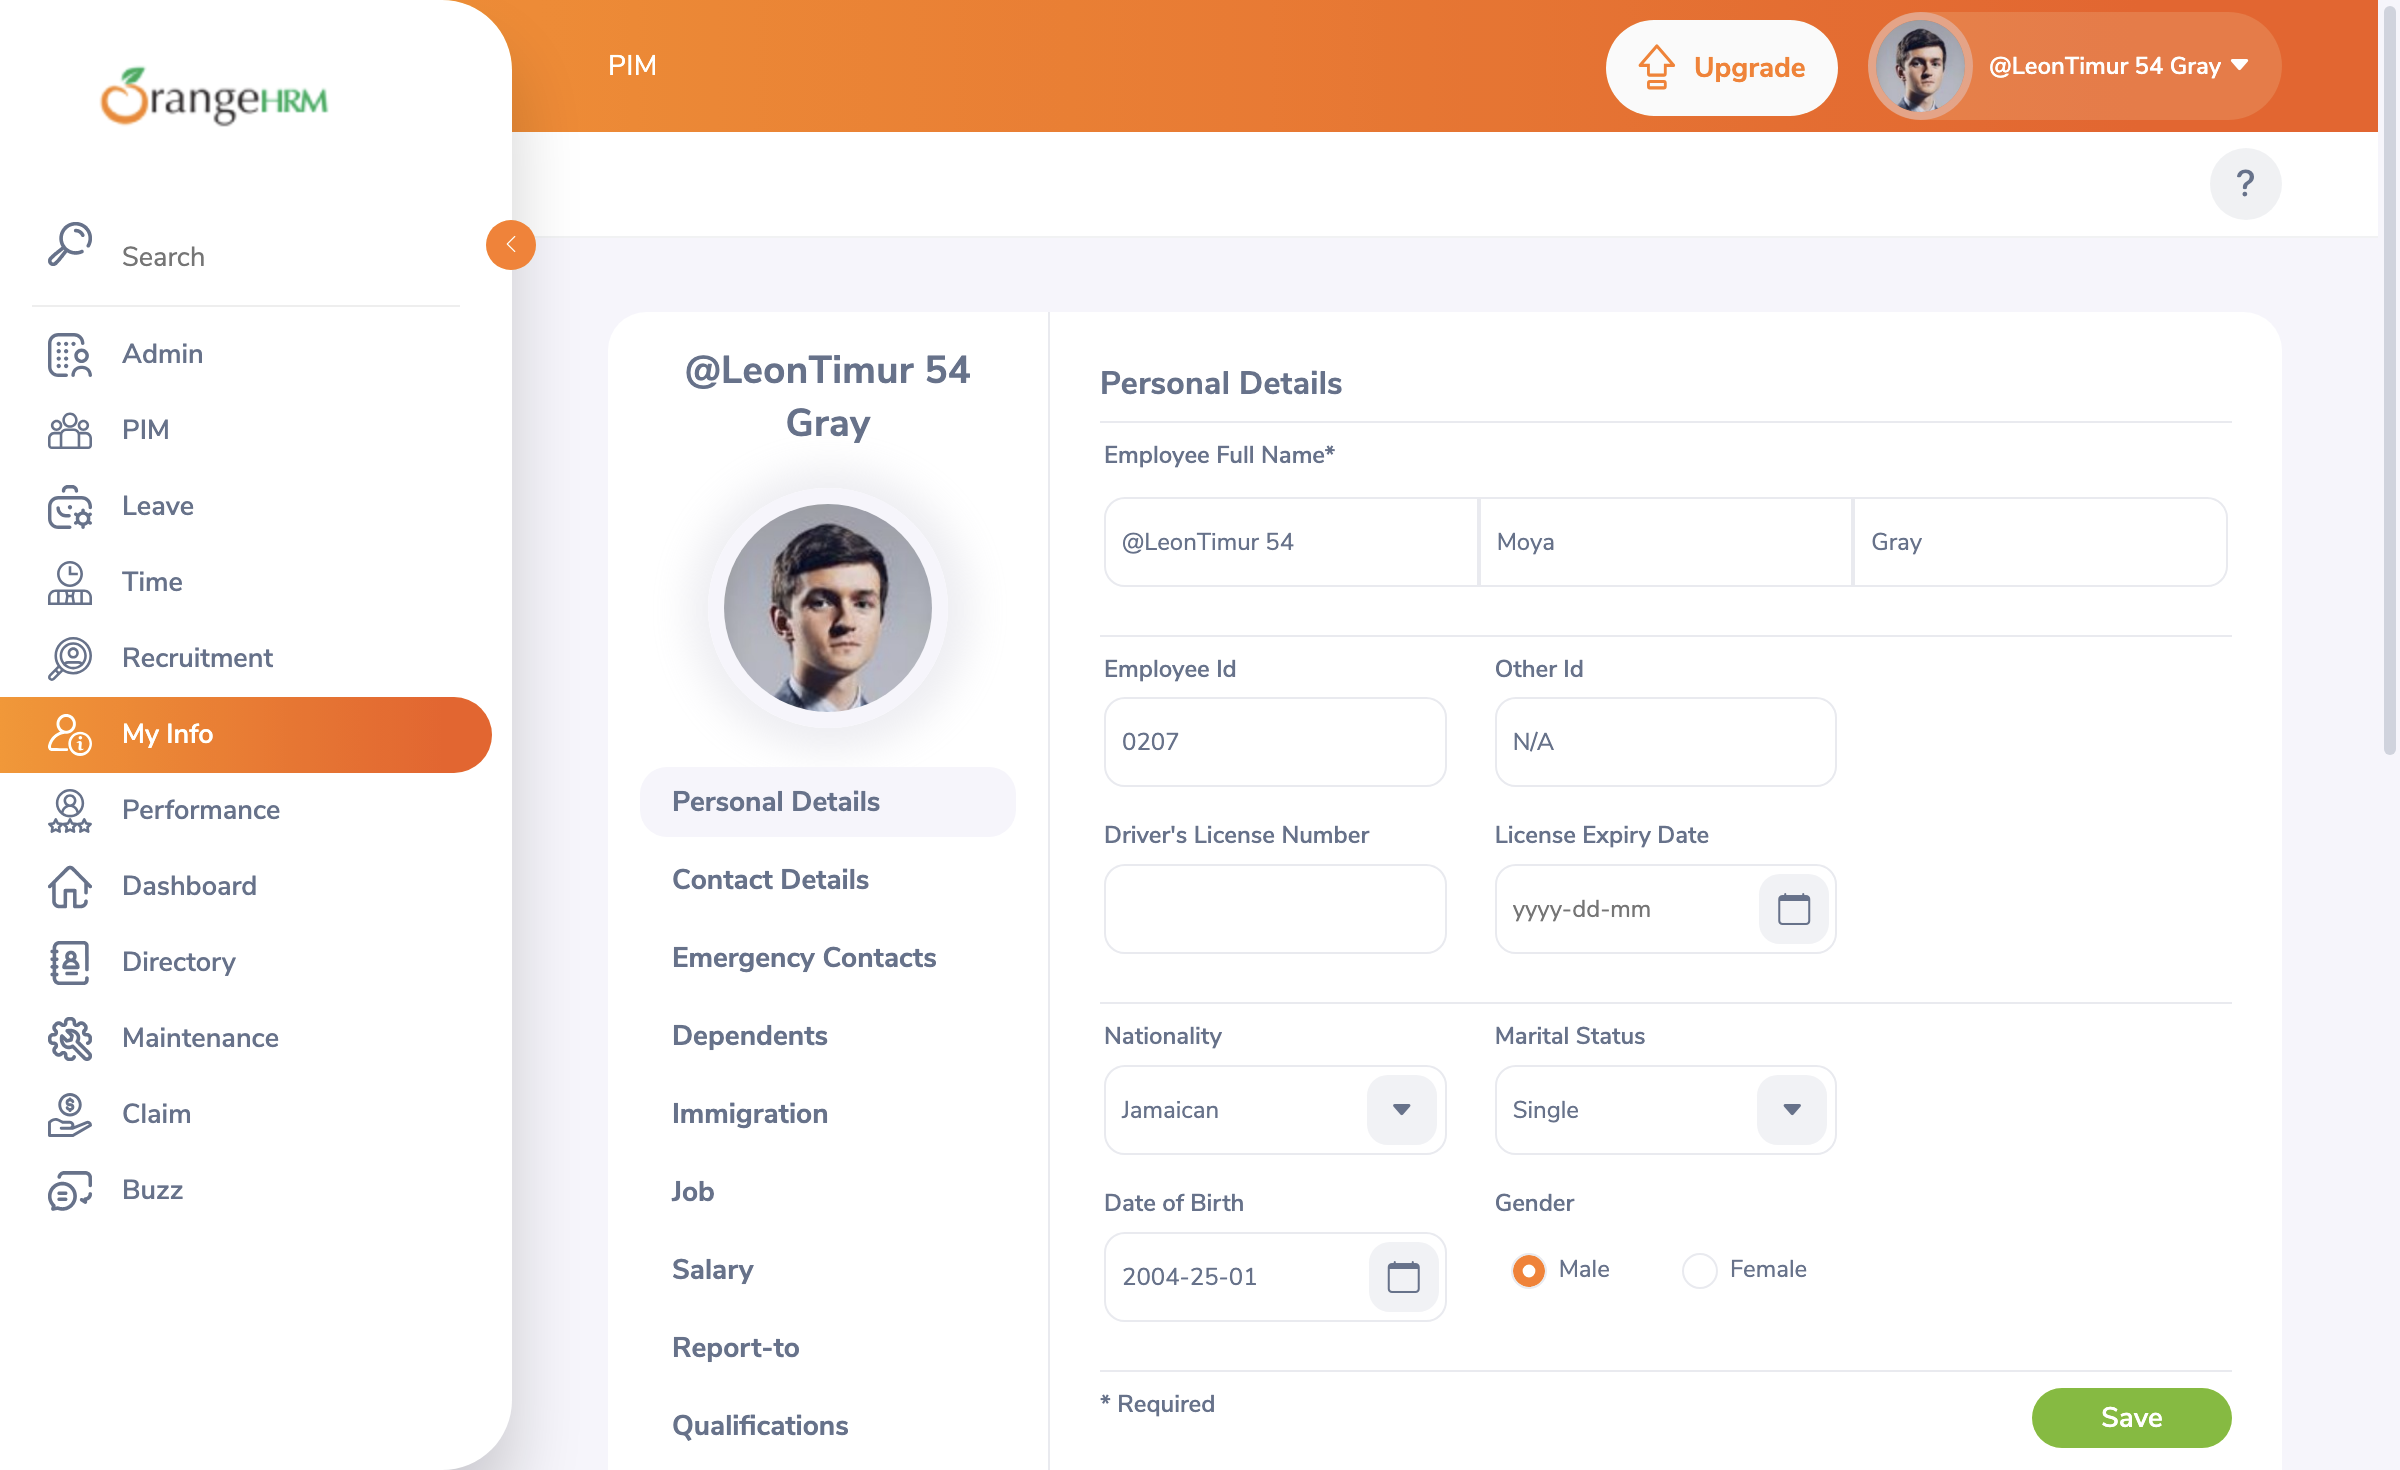 OrangeHRM
Search
Admin
PIM
Leave
Time
Recruitment
My Info
Performance
Dashboard
Directory
Maintenance
Claim
Buzz
PIM
Upgrade
@LeonTimur 54 Gray
?
@LeonTimur 54
Gray
Personal Details
Contact Details
Emergency Contacts
Dependents
Immigration
Job
Salary
Report-to
Qualifications
Personal Details
Employee Full Name*
@LeonTimur 54 Moya Gray
Employee Id Other Id
0207 N/A
Driver's License Number License Expiry Date
yyyy-dd-mm
Nationality Marital Status
Jamaican Single
Date of Birth Gender
2004-25-01 Male Female
* Required
Save